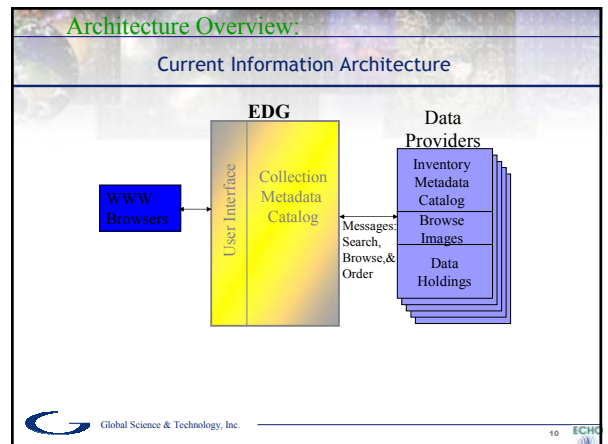 Architecture Overview:
Current Information Architecture
EDG
Data
Providers
WWW
Browsers
User Interface
Collection
Metadata
Catalog
Messages:
Search,
Browse,&
Order
Inventory
Metadata
Catalog
Browse
Images
Data
Holdings
Global Science & Technology, Inc.
10
ECHO